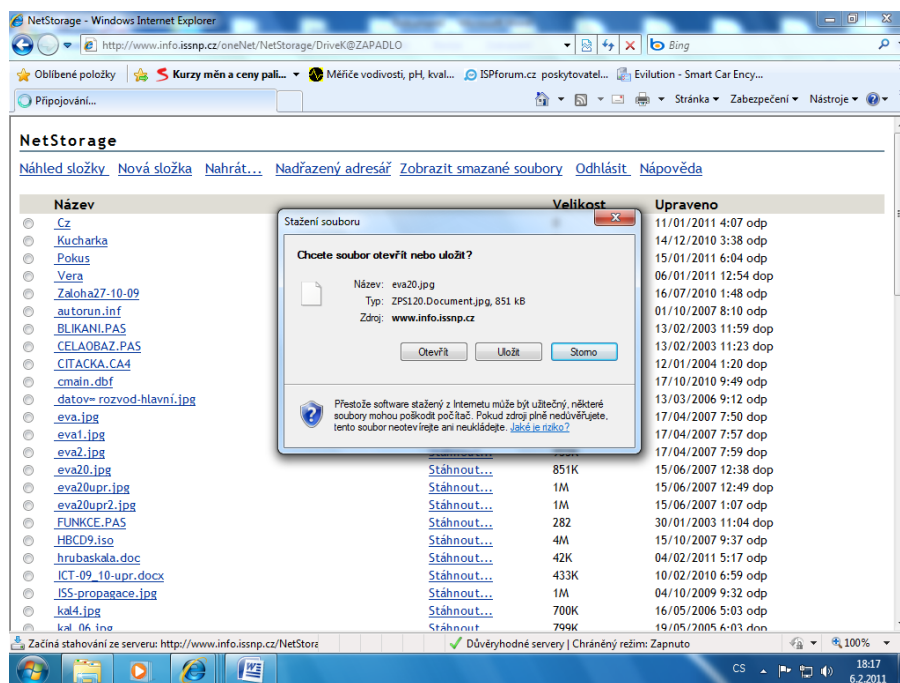 NetStorage - Windows Internet Explorer
http://www.info.issnp.cz/oneNet/NetStorage/DriveK@ZAPADLO
Bing
Oblíbené položky
Kurzy měn a ceny pali...
Měřiče vodivosti, pH, kval...
ISPforum.cz poskytovatel...
Evilution - Smart Car Ency...
Připojování...
Stránka
Zabezpečení
Nástroje
NetStorage
Náhled složky Nová složka Nahrát... Nadřazený adresář Zobrazit smazané soubory Odhlásit Nápověda
Název Velikost Upraveno
Cz 11/01/2011 4:07 odp
Kucharka 14/12/2010 3:38 odp
Pokus 15/01/2011 6:04 odp
Vera 06/01/2011 12:54 dop
Zaloha27-10-09 16/07/2010 1:48 odp
autorun.inf 01/10/2007 8:10 odp
BLIKANI.PAS 13/02/2003 11:59 dop
CELAOBAZ.PAS 13/02/2003 11:23 dop
CITACKA.CA4 12/01/2004 1:20 dop
cmain.dbf 17/10/2010 9:49 odp
datov= rozvod-hlavní.jpg 13/03/2006 9:12 odp
eva.jpg 17/04/2007 7:50 dop
eva1.jpg 17/04/2007 7:57 dop
eva2.jpg 17/04/2007 7:59 dop
eva20.jpg Stáhnout... 851K 15/06/2007 12:38 dop
eva20upr.jpg Stáhnout... 1M 15/06/2007 12:49 dop
eva20upr2.jpg Stáhnout... 1M 15/06/2007 1:07 odp
FUNKCE.PAS Stáhnout... 282 30/01/2003 11:04 dop
HBCD9.iso Stáhnout... 4M 15/10/2007 9:37 odp
hrubaskala.doc Stáhnout... 42K 04/02/2011 5:17 odp
ICT-09_10-upr.docx Stáhnout... 433K 10/02/2010 6:59 odp
ISS-propagace.jpg Stáhnout... 1M 04/10/2009 9:32 odp
kal4.jpg Stáhnout... 700K 16/05/2006 5:03 odp
kal_06.jpg Stáhnout 799K 19/05/2005 6:03 dop
Stažení souboru
Chcete soubor otevřít nebo uložit?
Název: eva20.jpg
Typ: ZPS120.Document.jpg, 851 kB
Zdroj: www.info.issnp.cz
Otevřít Uložit Storno
Přestože software stažený z Internetu může být užitečný, některé
soubory mohou poškodit počítač. Pokud zdroji plně nedůvěřujete,
tento soubor neotevírejte ani neukládejte. Jaké je riziko?
Začíná stahování ze serveru: http://www.info.issnp.cz/NetStora
Důvěryhodné servery | Chráněný režim: Zapnuto
100%
CS
18:17
6.2.2011